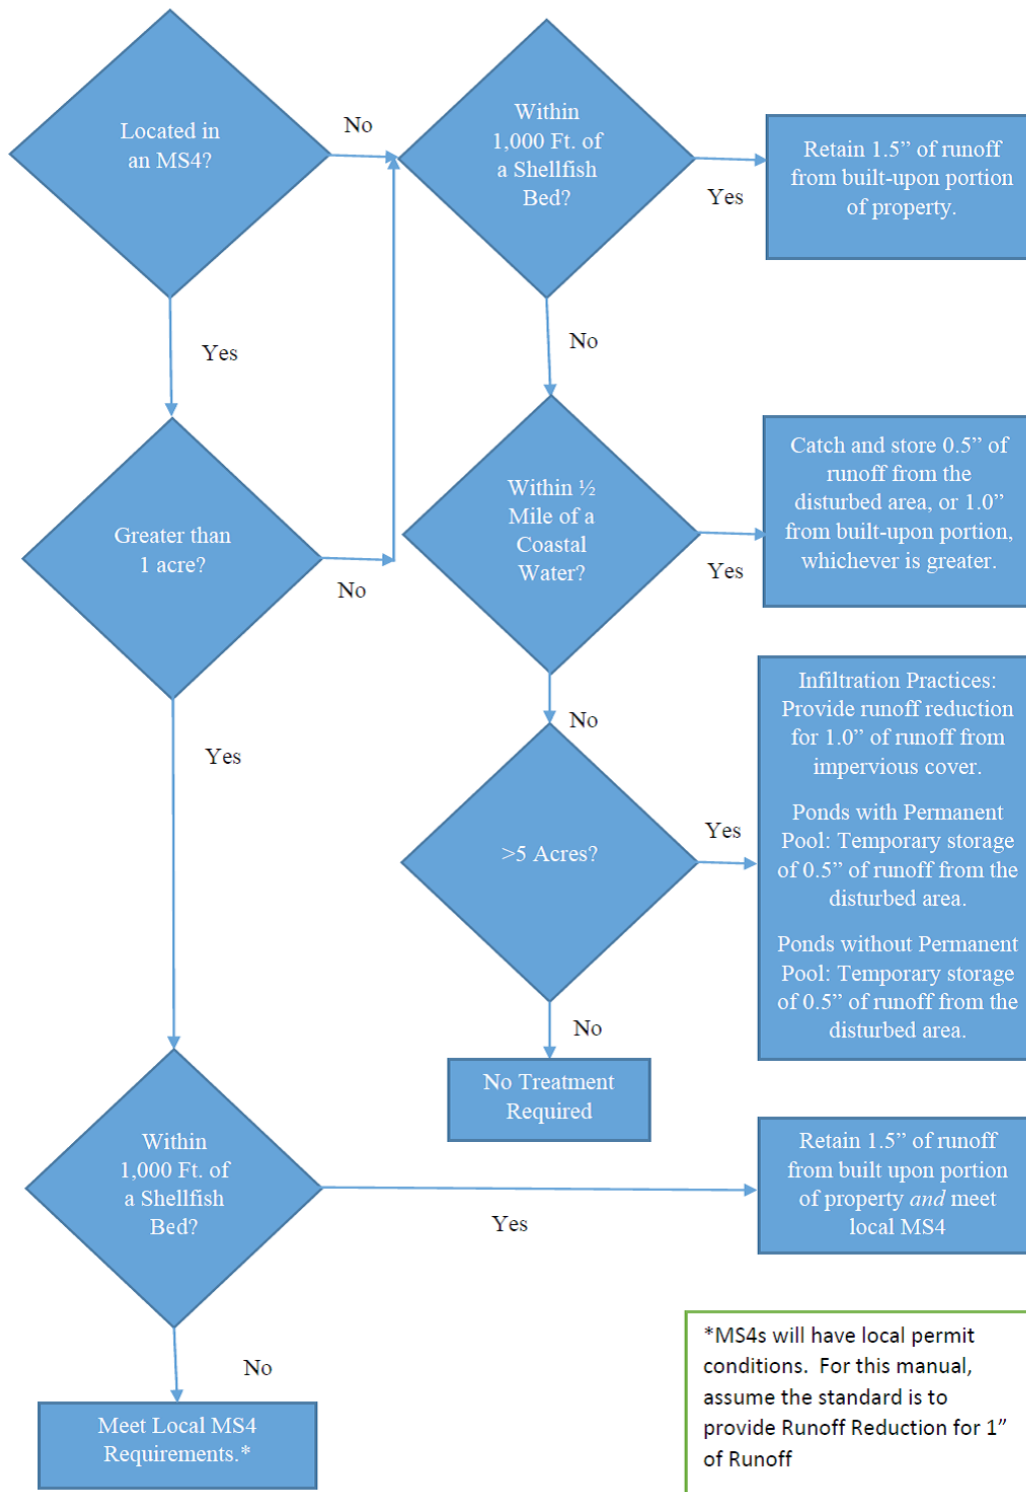 Located in
an MS4?
No
Within
1,000 Ft. of
a Shellfish
Bed?
Yes
Retain 1.5” of runoff
from built-upon portion
of property.
Yes
No
Greater than
1 acre?
No
Within ½
Mile of a
Coastal
Water?
Yes
Catch and store 0.5” of
runoff from the
disturbed area, or 1.0”
from built-upon portion,
whichever is greater.
Yes
No
>5 Acres?
Yes
Infiltration Practices:
Provide runoff reduction
for 1.0” of runoff from
impervious cover.
Ponds with Permanent
Pool: Temporary storage
of 0.5” of runoff from the
disturbed area.
Ponds without Permanent
Pool: Temporary storage
of 0.5” of runoff from the
disturbed area.
No
No Treatment
Required
Within
1,000 Ft. of
a Shellfish
Bed?
Yes
Retain 1.5” of runoff
from built upon portion
of property and meet
local MS4
No
Meet Local MS4
Requirements.*
*MS4s will have local permit
conditions.  For this manual,
assume the standard is to
provide Runoff Reduction for 1”
of Runoff